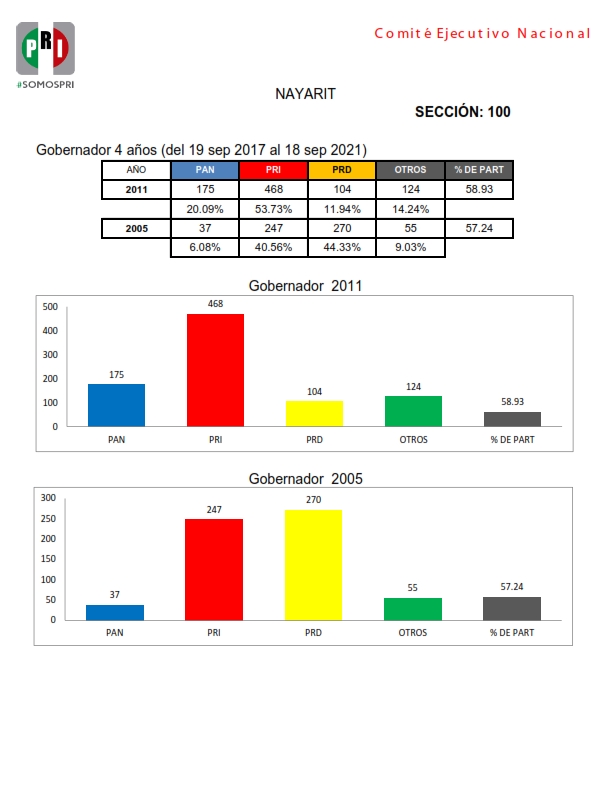 PRI
#SOMOSPRI
Comité Ejecutivo Nacional
NAYARIT
SECCIÓN: 100
Gobernador 4 años (del 19 sep 2017 al 18 sep 2021)
AÑO PAN PRI PRD OTROS % DE PART
2011 175 468 104 124 58.93
20.09% 53.73% 11.94% 14.24%
2005 37 247 270 55 57.24
6.08% 40.56% 44.33% 9.03%
Gobernador 2011
500
400
300
200
100
0
175
468
104
124
58.93
PAN PRI PRD OTROS % DE PART
Gobernador 2005
300
250
200
150
100
50
0
37
247
270
55
57.24
PAN PRI PRD OTROS % DE PART